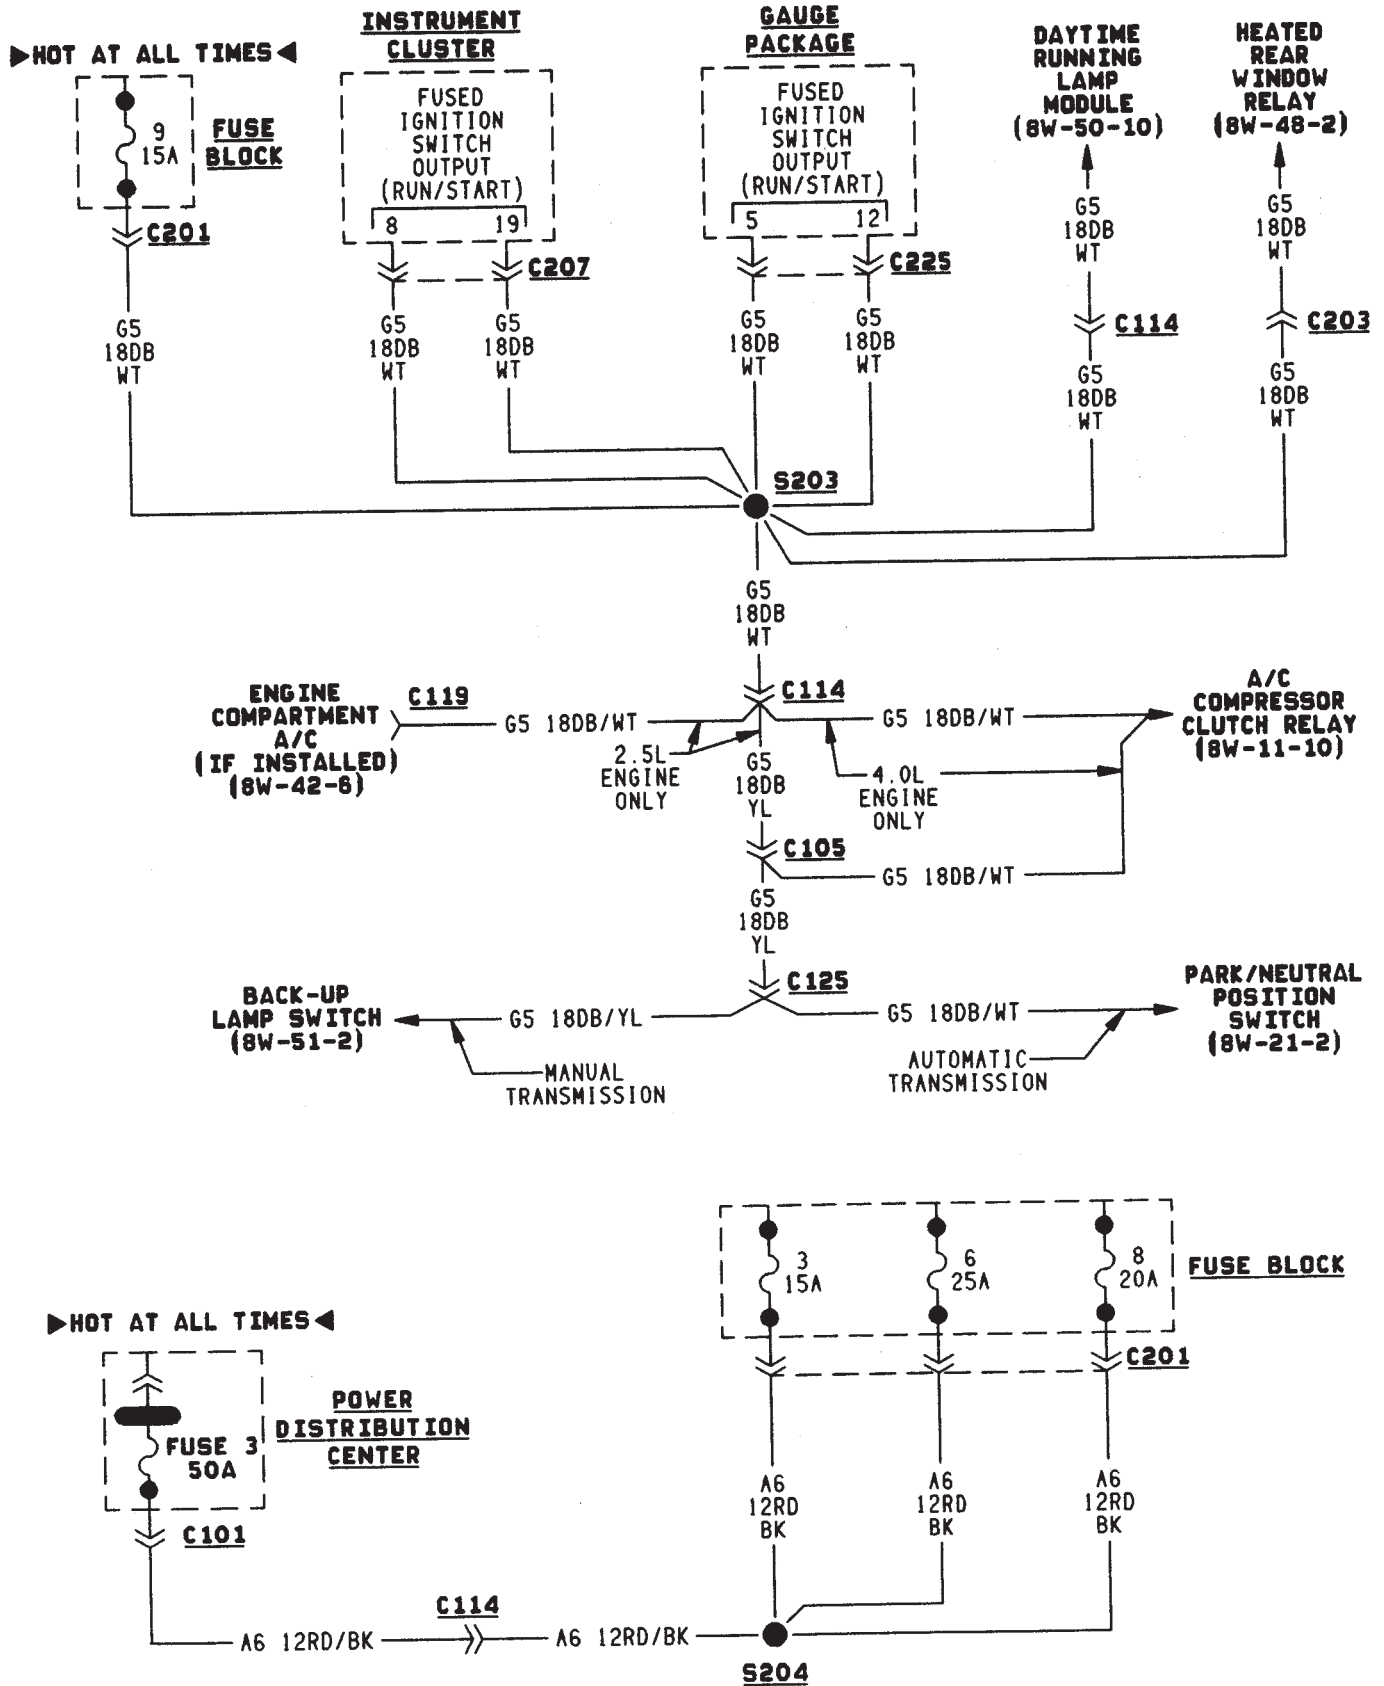 ▶HOT AT ALL TIMES◀
9
15A
FUSE
BLOCK
C201
G5
18DB
WT
INSTRUMENT
CLUSTER
FUSED
IGNITION
SWITCH
OUTPUT
(RUN/START)
8 19
C207
G5
18DB
WT
G5
18DB
WT
GAUGE
PACKAGE
FUSED
IGNITION
SWITCH
OUTPUT
(RUN/START)
5 12
C225
G5
18DB
WT
G5
18DB
WT
DAYTIME
RUNNING
LAMP
MODULE
(8W-50-10)
G5
18DB
WT
C114
G5
18DB
WT
HEATED
REAR
WINDOW
RELAY
(8W-48-2)
G5
18DB
WT
C203
G5
18DB
WT
S203
G5
18DB
WT
C114
ENGINE
COMPARTMENT
A/C
(IF INSTALLED)
(8W-42-6)
C119
G5 18DB/WT
2.5L
ENGINE
ONLY
G5
18DB
YL
G5 18DB/WT
4.0L
ENGINE
ONLY
A/C
COMPRESSOR
CLUTCH RELAY
(8W-11-10)
C105
G5 18DB/WT
G5
18DB
YL
C125
BACK-UP
LAMP SWITCH
(8W-51-2)
G5 18DB/YL
MANUAL
TRANSMISSION
G5 18DB/WT
AUTOMATIC
TRANSMISSION
PARK/NEUTRAL
POSITION
SWITCH
(8W-21-2)
3
15A
6
25A
8
20A
FUSE BLOCK
C201
▶HOT AT ALL TIMES◀
FUSE 3
50A
POWER
DISTRIBUTION
CENTER
C101
A6
12RD
BK
A6
12RD
BK
A6
12RD
BK
A6 12RD/BK
C114
A6 12RD/BK
S204